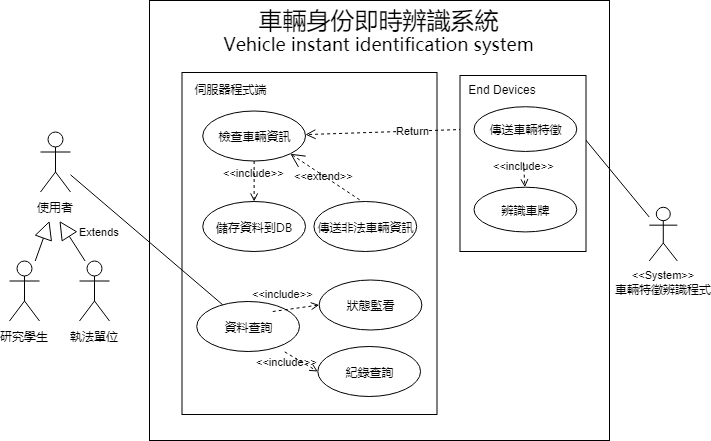 車輛身份即時辨識系統
Vehicle instant identification system
伺服器程式端
End Devices
檢查車輛資訊
Return
傳送車輛特徵
<<include>>
<<extend>>
<<include>>
使用者
儲存資料到DB
傳送非法車輛資訊
辨識車牌
Extends
<<System>>
車輛特徵辨識程式
研究學生
執法單位
<<include>>
狀態監看
資料查詢
<<include>>
紀錄查詢